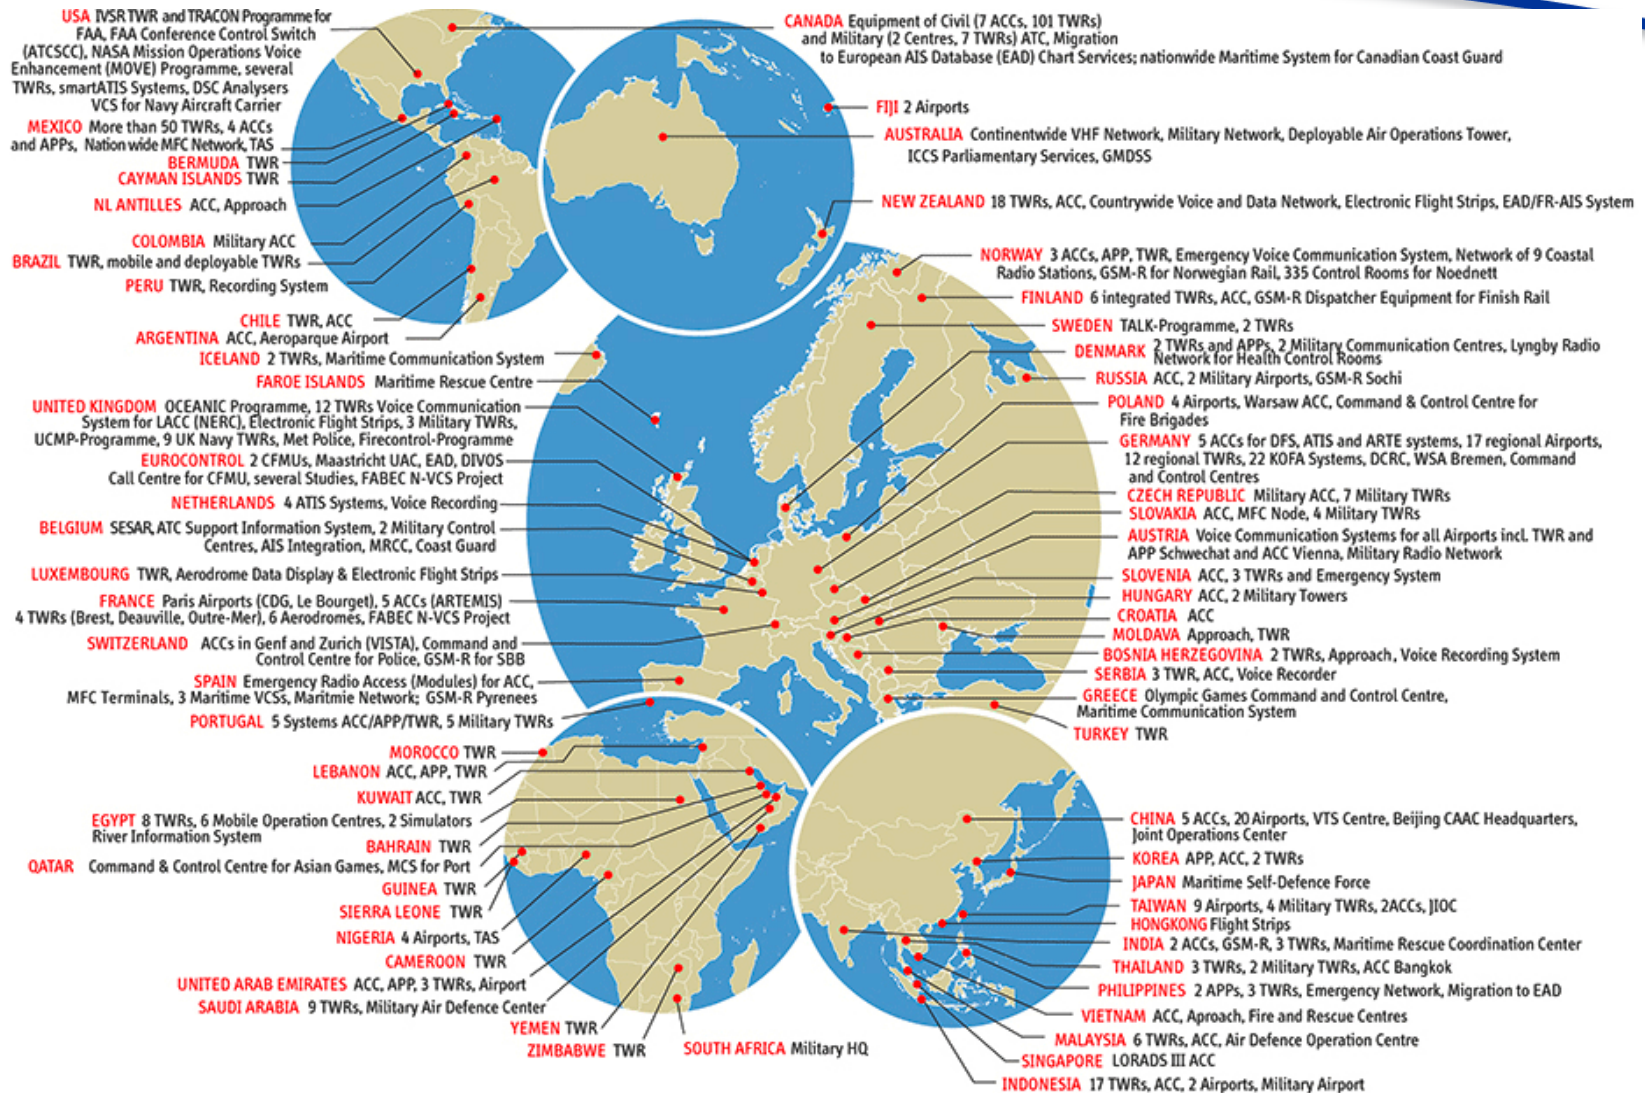 USA IVSR TWR and TRACON Programme for
FAA, FAA Conference Control Switch
(ATCSCC), NASA Mission Operations Voice
Enhancement (MOVE) Programme, several
TWRs, smartATIS Systems, DSC Analysers
VCS for Navy Aircraft Carrier
MEXICO More than 50 TWRs, 4 ACCs
and APPs, Nation wide MFC Network, TAS
BERMUDA TWR
CAYMAN ISLANDS TWR
NL ANTILLES ACC, Approach
COLOMBIA Military ACC
BRAZIL TWR, mobile and deployable TWRs
PERU TWR, Recording System
CHILE TWR, ACC
ARGENTINA ACC, Aeroparque Airport
ICELAND 2 TWRs, Maritime Communication System
FAROE ISLANDS Maritime Rescue Centre
UNITED KINGDOM OCEANIC Programme, 12 TWRs Voice Communication
System for LACC (NERC), Electronic Flight Strips, 3 Military TWRs,
UCMP-Programme, 9 UK Navy TWRs, Met Police, Firecontrol-Programme
EUROCONTROL 2 CFMUs, Maastricht UAC, EAD, DIVOS
Call Centre for CFMU, several Studies, FABEC N-VCS Project
NETHERLANDS 4 ATIS Systems, Voice Recording
BELGIUM SESAR, ATC Support Information System, 2 Military Control
Centres, AIS Integration, MRCC, Coast Guard
LUXEMBOURG TWR, Aerodrome Data Display & Electronic Flight Strips
FRANCE Paris Airports (CDG, Le Bourget), 5 ACCs (ARTEMIS)
4 TWRs (Brest, Deauville, Outre-Mer), 6 Aerodromes, FABEC N-VCS Project
SWITZERLAND ACCs in Genf and Zurich (VISTA), Command and
Control Centre for Police, GSM-R for SBB
SPAIN Emergency Radio Access (Modules) for ACC,
MFC Terminals, 3 Maritime VCSs, Maritmie Network; GSM-R Pyrenees
PORTUGAL 5 Systems ACC/APP/TWR, 5 Military TWRs
MOROCCO TWR
LEBANON ACC, APP, TWR
KUWAIT ACC, TWR
EGYPT 8 TWRs, 6 Mobile Operation Centres, 2 Simulators
River Information System
BAHRAIN TWR
QATAR Command & Control Centre for Asian Games, MCS for Port
GUINEA TWR
SIERRA LEONE TWR
NIGERIA 4 Airports, TAS
CAMEROON TWR
UNITED ARAB EMIRATES ACC, APP, 3 TWRs, Airport
SAUDI ARABIA 9 TWRs, Military Air Defence Center
YEMEN TWR
ZIMBABWE TWR
SOUTH AFRICA Military HQ
CANADA Equipment of Civil (7 ACCs, 101 TWRs)
and Military (2 Centres, 7 TWRs) ATC, Migration
to European AIS Database (EAD) Chart Services; nationwide Maritime System for Canadian Coast Guard
FIJI 2 Airports
AUSTRALIA Continentwide VHF Network, Military Network, Deployable Air Operations Tower,
ICCS Parliamentary Services, GMDSS
NEW ZEALAND 18 TWRs, ACC, Countrywide Voice and Data Network, Electronic Flight Strips, EAD/FR-AIS System
NORWAY 3 ACCs, APP, TWR, Emergency Voice Communication System, Network of 9 Coastal
Radio Stations, GSM-R for Norwegian Rail, 335 Control Rooms for Noednett
FINLAND 6 integrated TWRs, ACC, GSM-R Dispatcher Equipment for Finish Rail
SWEDEN TALK-Programme, 2 TWRs
DENMARK 2 TWRs and APPs, 2 Military Communication Centres, Lyngby Radio
Network for Health Control Rooms
RUSSIA ACC, 2 Military Airports, GSM-R Sochi
POLAND 4 Airports, Warsaw ACC, Command & Control Centre for
Fire Brigades
GERMANY 5 ACCs for DFS, ATIS and ARTE systems, 17 regional Airports,
12 regional TWRs, 22 KOFA Systems, DCRC, WSA Bremen, Command
and Control Centres
CZECH REPUBLIC Military ACC, 7 Military TWRs
SLOVAKIA ACC, MFC Node, 4 Military TWRs
AUSTRIA Voice Communication Systems for all Airports incl. TWR and
APP Schwechat and ACC Vienna, Military Radio Network
SLOVENIA ACC, 3 TWRs and Emergency System
HUNGARY ACC, 2 Military Towers
CROATIA ACC
MOLDAVA Approach, TWR
BOSNIA HERZEGOVINA 2 TWRs, Approach, Voice Recording System
SERBIA 3 TWR, ACC, Voice Recorder
GREECE Olympic Games Command and Control Centre,
Maritime Communication System
TURKEY TWR
CHINA 5 ACCs, 20 Airports, VTS Centre, Beijing CAAC Headquarters,
Joint Operations Center
KOREA APP, ACC, 2 TWRs
JAPAN Maritime Self-Defence Force
TAIWAN 9 Airports, 4 Military TWRs, 2ACCs, JIOC
HONGKONG Flight Strips
INDIA 2 ACCs, GSM-R, 3 TWRs, Maritime Rescue Coordination Center
THAILAND 3 TWRs, 2 Military TWRs, ACC Bangkok
PHILIPPINES 2 APPs, 3 TWRs, Emergency Network, Migration to EAD
VIETNAM ACC, Aproach, Fire and Rescue Centres
MALAYSIA 6 TWRs, ACC, Air Defence Operation Centre
SINGAPORE LORADS III ACC
INDONESIA 17 TWRs, ACC, 2 Airports, Military Airport